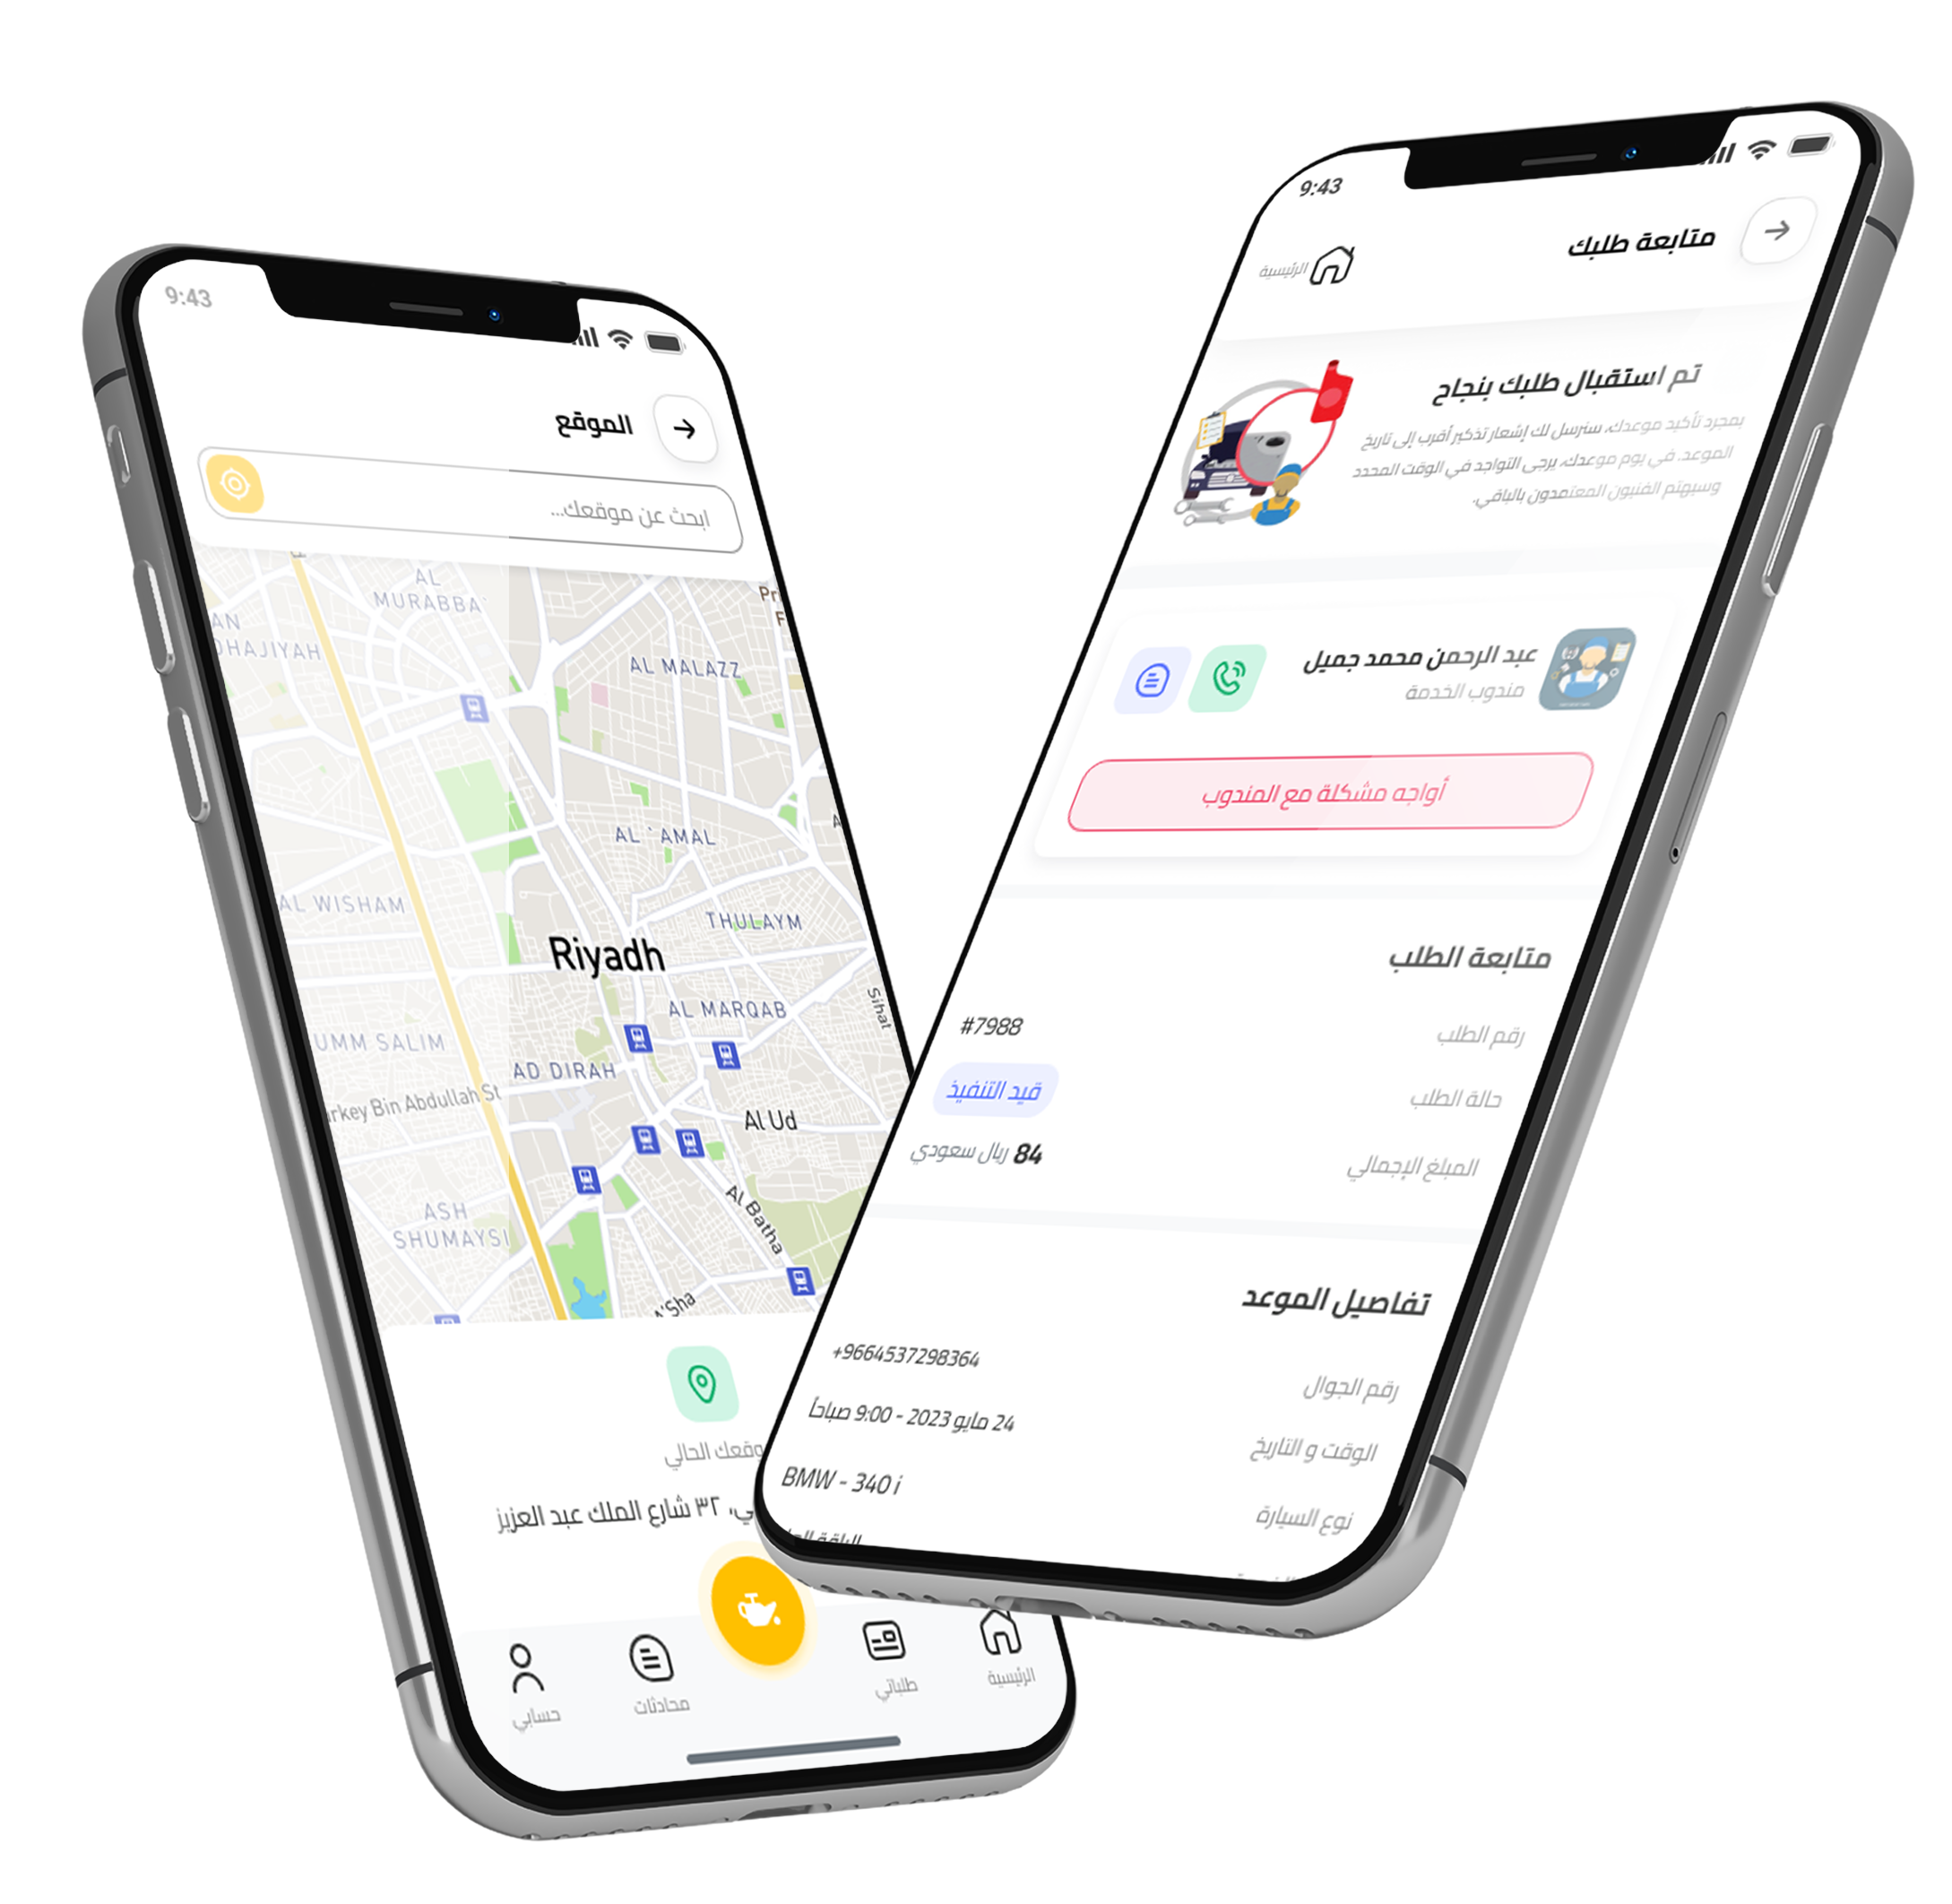 9:43
الموقع
ابحث عن موقعك...
AL MURABBA'
AN
DHAJIYAH
AL MALAZZ
AL `AMAL
AL WISHAM
THULAYM
Riyadh
AL MARQAB
Sihat
UMM SALIM
AD DIRAH
rkey Bin Abdullah St
Al Ud
ASH SHUMAYSI
Al Batha
A'Sha
الحالي
٣٢ شارع الملك عبد العزيز
الرئيسية
طلباتي
محادثات
حسابي
9:43
متابعة طلبك
الرئيسية
تم استقبال طلبك بنجاح
بمجرد تأكيد موعدك، سنرسل لك إشعار تذكير أقرب إلى تاريخ
الموعد. في يوم موعدك، يرجى التواجد في الوقت المحدد
وسيهتم الفنيون المعتمدون بالباقي.
عبد الرحمن محمد جميل
مندوب الخدمة
أواجه مشكلة مع المندوب
متابعة الطلب
رقم الطلب #7988
حالة الطلب قيد التنفيذ
المبلغ الإجمالي 84 ريال سعودي
تفاصيل الموعد
رقم الجوال +9664537298364
الوقت و التاريخ 24 مايو 2023 - 9:00 صباحاً
نوع السيارة BMW - 340 i